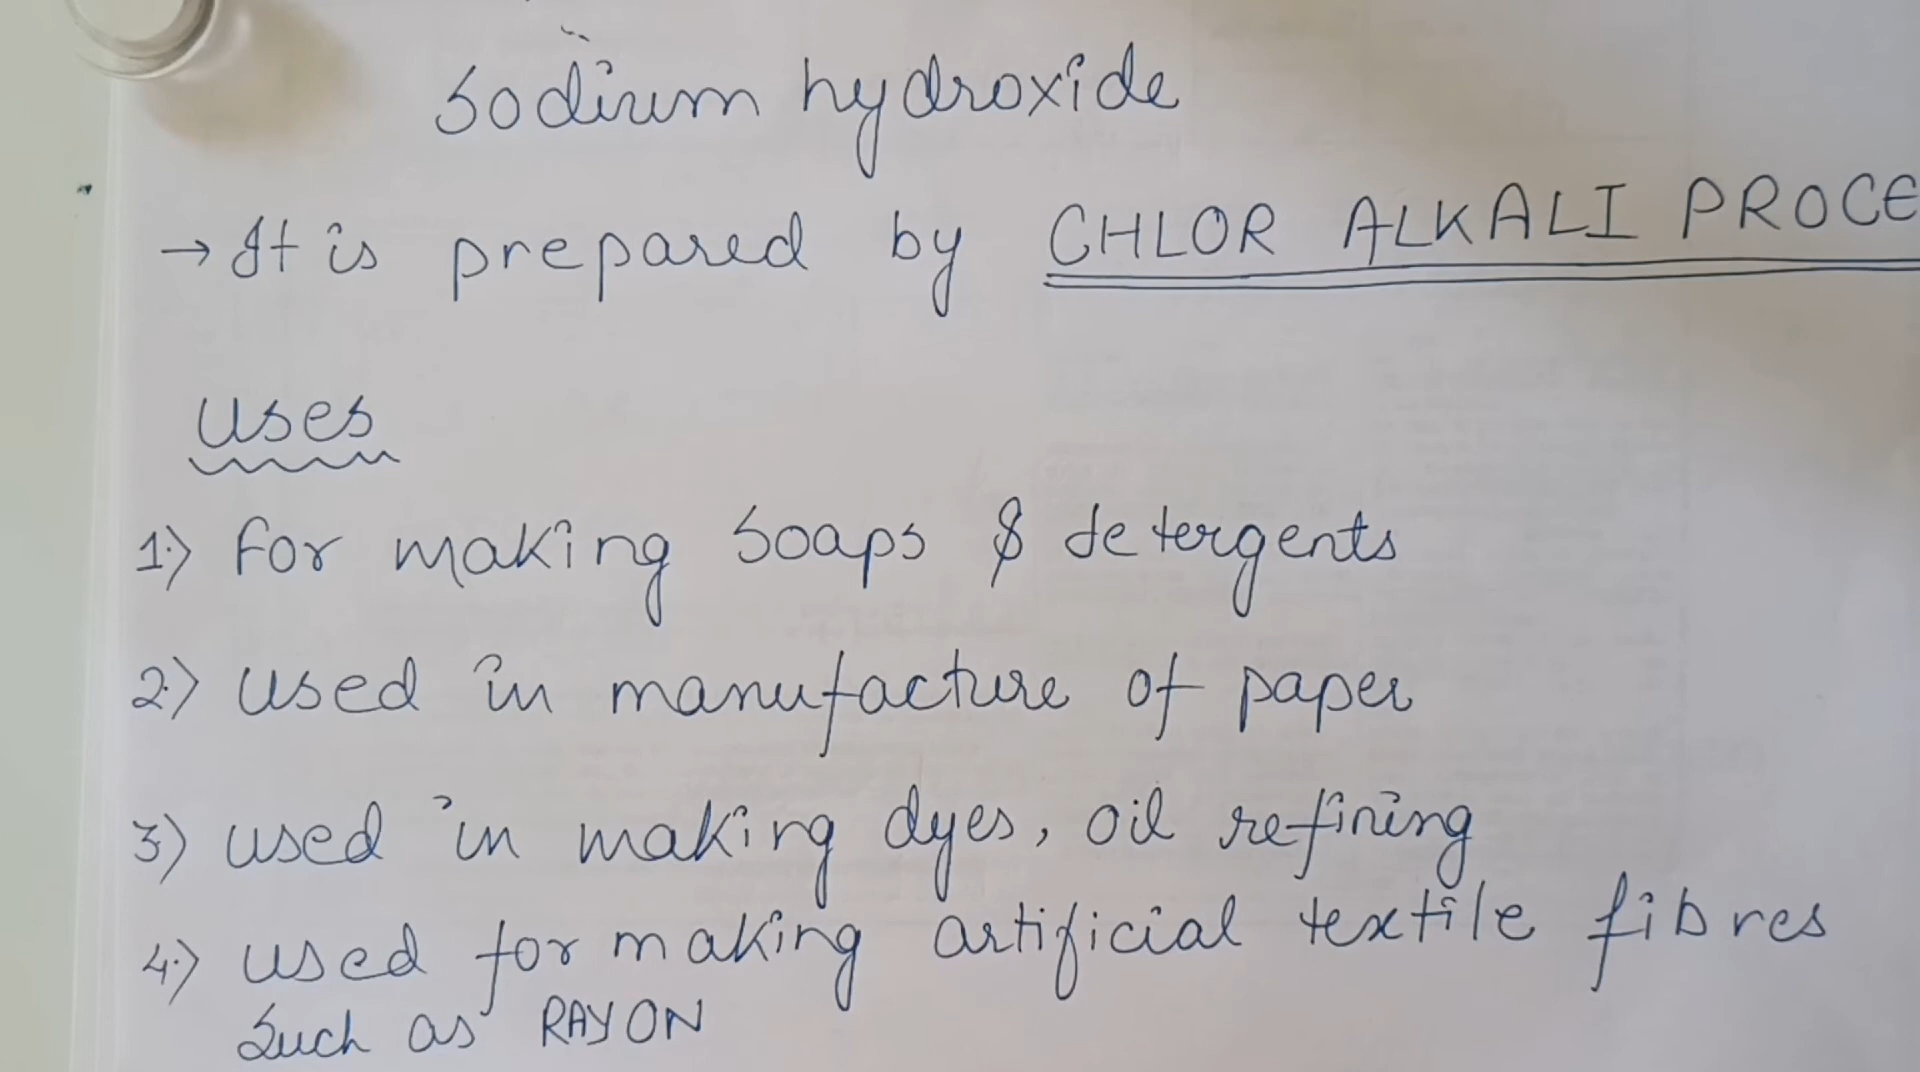 Sodium hydroxide
→ It is prepared by CHLOR ALKALI PROCE
Uses
1.) For making soaps & detergents
2.) Used in manufacture of paper
3.) used in making dyes, oil refining
4.) used for making artificial textile fibres
such as RAYON